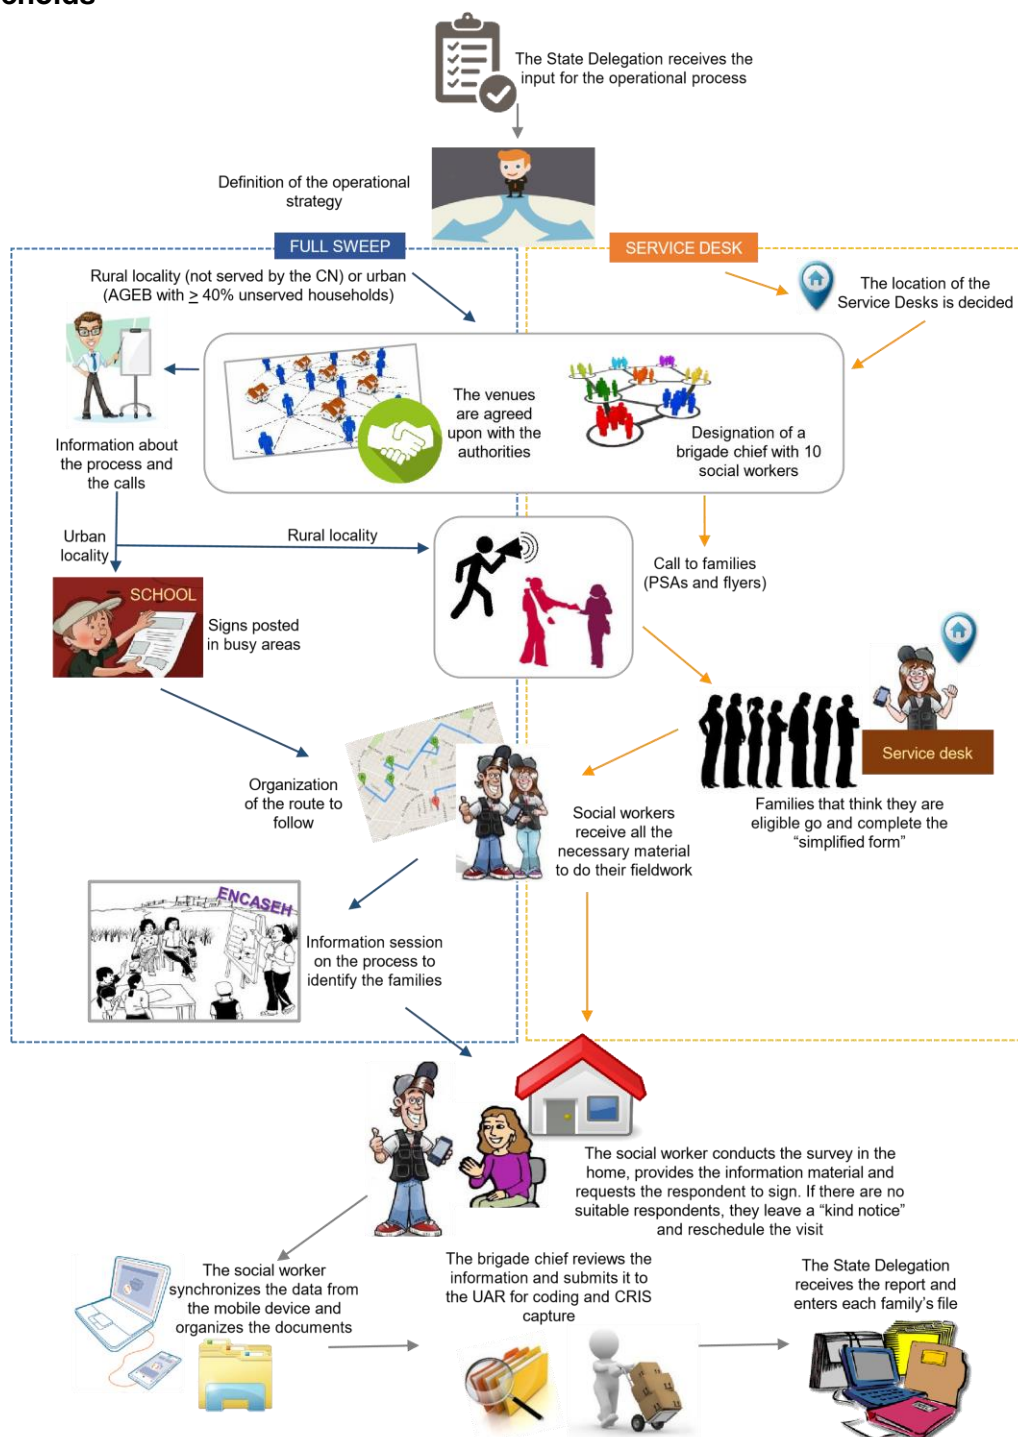 The State Delegation receives the
input for the operational process
Definition of the operational
strategy
FULL SWEEP
SERVICE DESK
Rural locality (not served by the CN) or urban
(AGEB with ≥ 40% unserved households)
The location of the
Service Desks is decided
The venues
are agreed
upon with the
authorities
Designation of a
brigade chief with 10
social workers
Information about
the process and
the calls
Urban
locality
Rural locality
Call to families
(PSAs and flyers)
SCHOOL
Signs posted
in busy areas
Service desk
Organization
of the route to
follow
Social workers
receive all the
necessary material
to do their fieldwork
Families that think they are
eligible go and complete the
“simplified form”
ENCASEH
Information session
on the process to
identify the families
The social worker conducts the survey in the
home, provides the information material and
requests the respondent to sign. If there are no
suitable respondents, they leave a “kind notice”
and reschedule the visit
The social worker
synchronizes the data from
the mobile device and
organizes the documents
The brigade chief reviews the
information and submits it to
the UAR for coding and CRIS
capture
The State Delegation
receives the report and
enters each family’s file